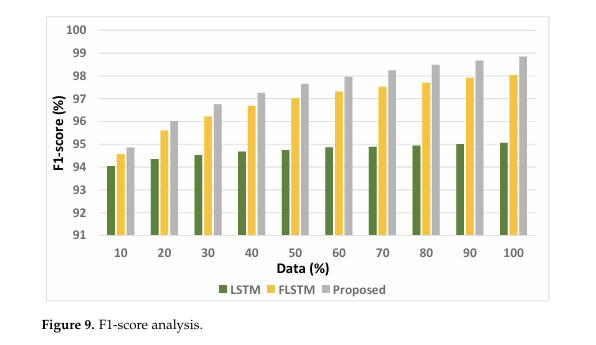 100
99
98
97
96
95
94
93
92
91
F1-score (%)
10 20 30 40 50 60 70 80 90 100
Data (%)
LSTM FLSTM Proposed
Figure 9. F1-score analysis.